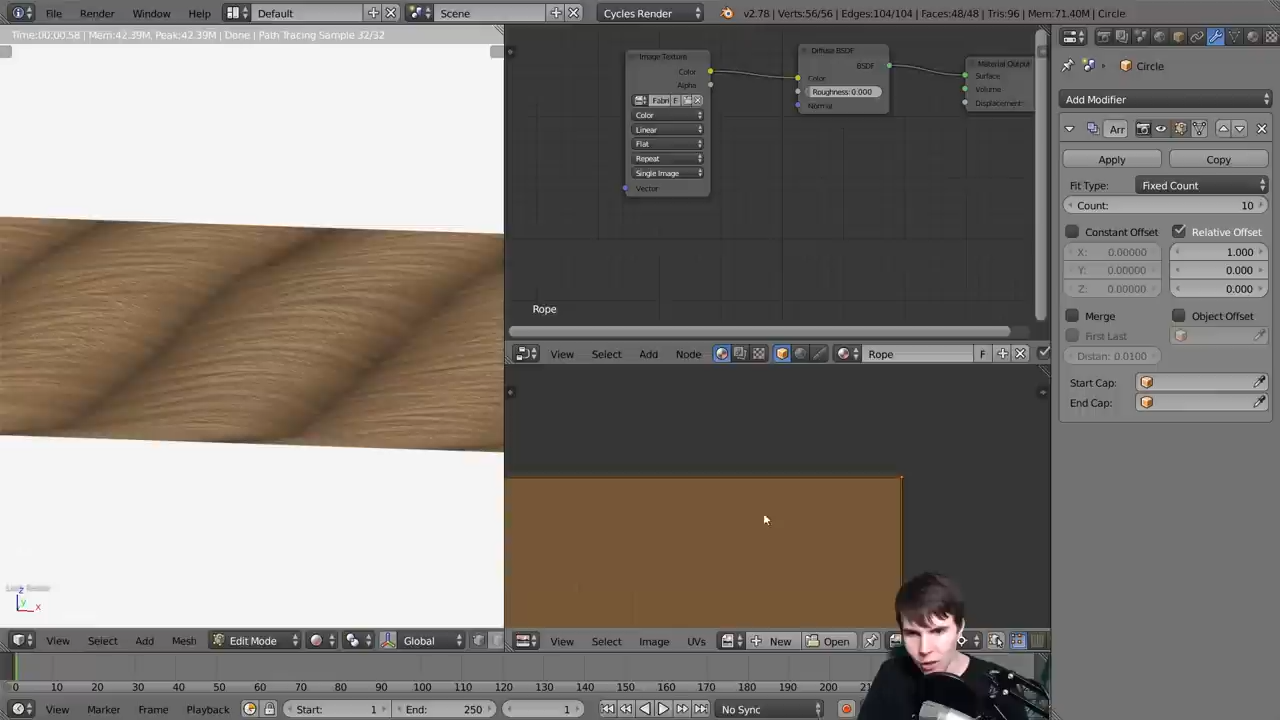 File Render Window Help Default Scene Cycles Render v2.78 | Verts:56/56 | Edges:104/104 | Faces:48/48 | Tris:96 | Mem:71.40M | Circle
Time:00:00.58 | Mem:42.39M, Peak:42.39M | Done | Path Tracing Sample 32/32
Image Texture
Color
Alpha
Fabri F
Color
Linear
Flat
Repeat
Single Image
Vector
Diffuse BSDF
BSDF
Color
Roughness: 0.000
Normal
Material Output
Surface
Volume
Displacement
Rope
View Select Add Node Rope F
Circle
Add Modifier
Arr
Apply Copy
Fit Type: Fixed Count
Count: 10
Constant Offset Relative Offset
X: 0.00000 1.000
Y: 0.00000 0.000
Z: 0.00000 0.000
Merge Object Offset
First Last
Distan: 0.0100
Start Cap:
End Cap:
z
y
x
View Select Add Mesh Edit Mode Global
View Select Image UVs New Open
0 10 20 30 40 50 60 70 80 90 100 110 120 130 140 150 160 170 180 190 200
View Marker Frame Playback Start: 1 End: 250 1 No Sync